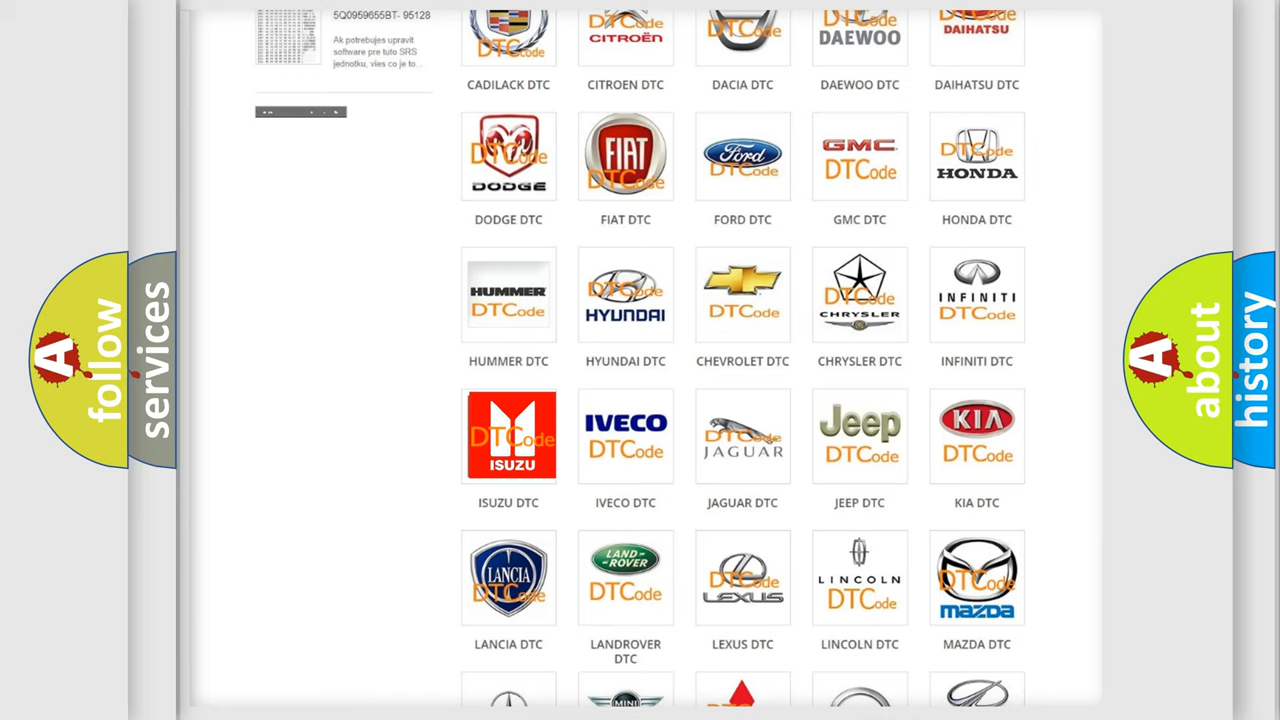 5Q0959655BT- 95128
Ak potrebujes upravit
software pre tuto SRS
jednotku, vies co je to...
DTCode
DTCode
CITROËN
DTCode
DAEWOO
DTCode
DAIHATSU
CADILACK DTC
CITROEN DTC
DACIA DTC
DAEWOO DTC
DAIHATSU DTC
DTCode
DODGE
FIAT
DTCode
Ford
DTCode
GMC
DTCode
DTCode
HONDA
DODGE DTC
FIAT DTC
FORD DTC
GMC DTC
HONDA DTC
HUMMER
DTCode
DTCode
HYUNDAI
DTCode
DTCode
CHRYSLER
INFINITI
DTCode
HUMMER DTC
HYUNDAI DTC
CHEVROLET DTC
CHRYSLER DTC
INFINITI DTC
DTCode
ISUZU
IVECO
DTCode
DTCode
JAGUAR
Jeep
DTCode
KIA
DTCode
ISUZU DTC
IVECO DTC
JAGUAR DTC
JEEP DTC
KIA DTC
LANCIA
DTCode
LAND-
ROVER
DTCode
DTCode
LEXUS
LINCOLN
DTCode
DTCode
mazda
LANCIA DTC
LANDROVER
DTC
LEXUS DTC
LINCOLN DTC
MAZDA DTC
MINI
A follow
services
A about
history